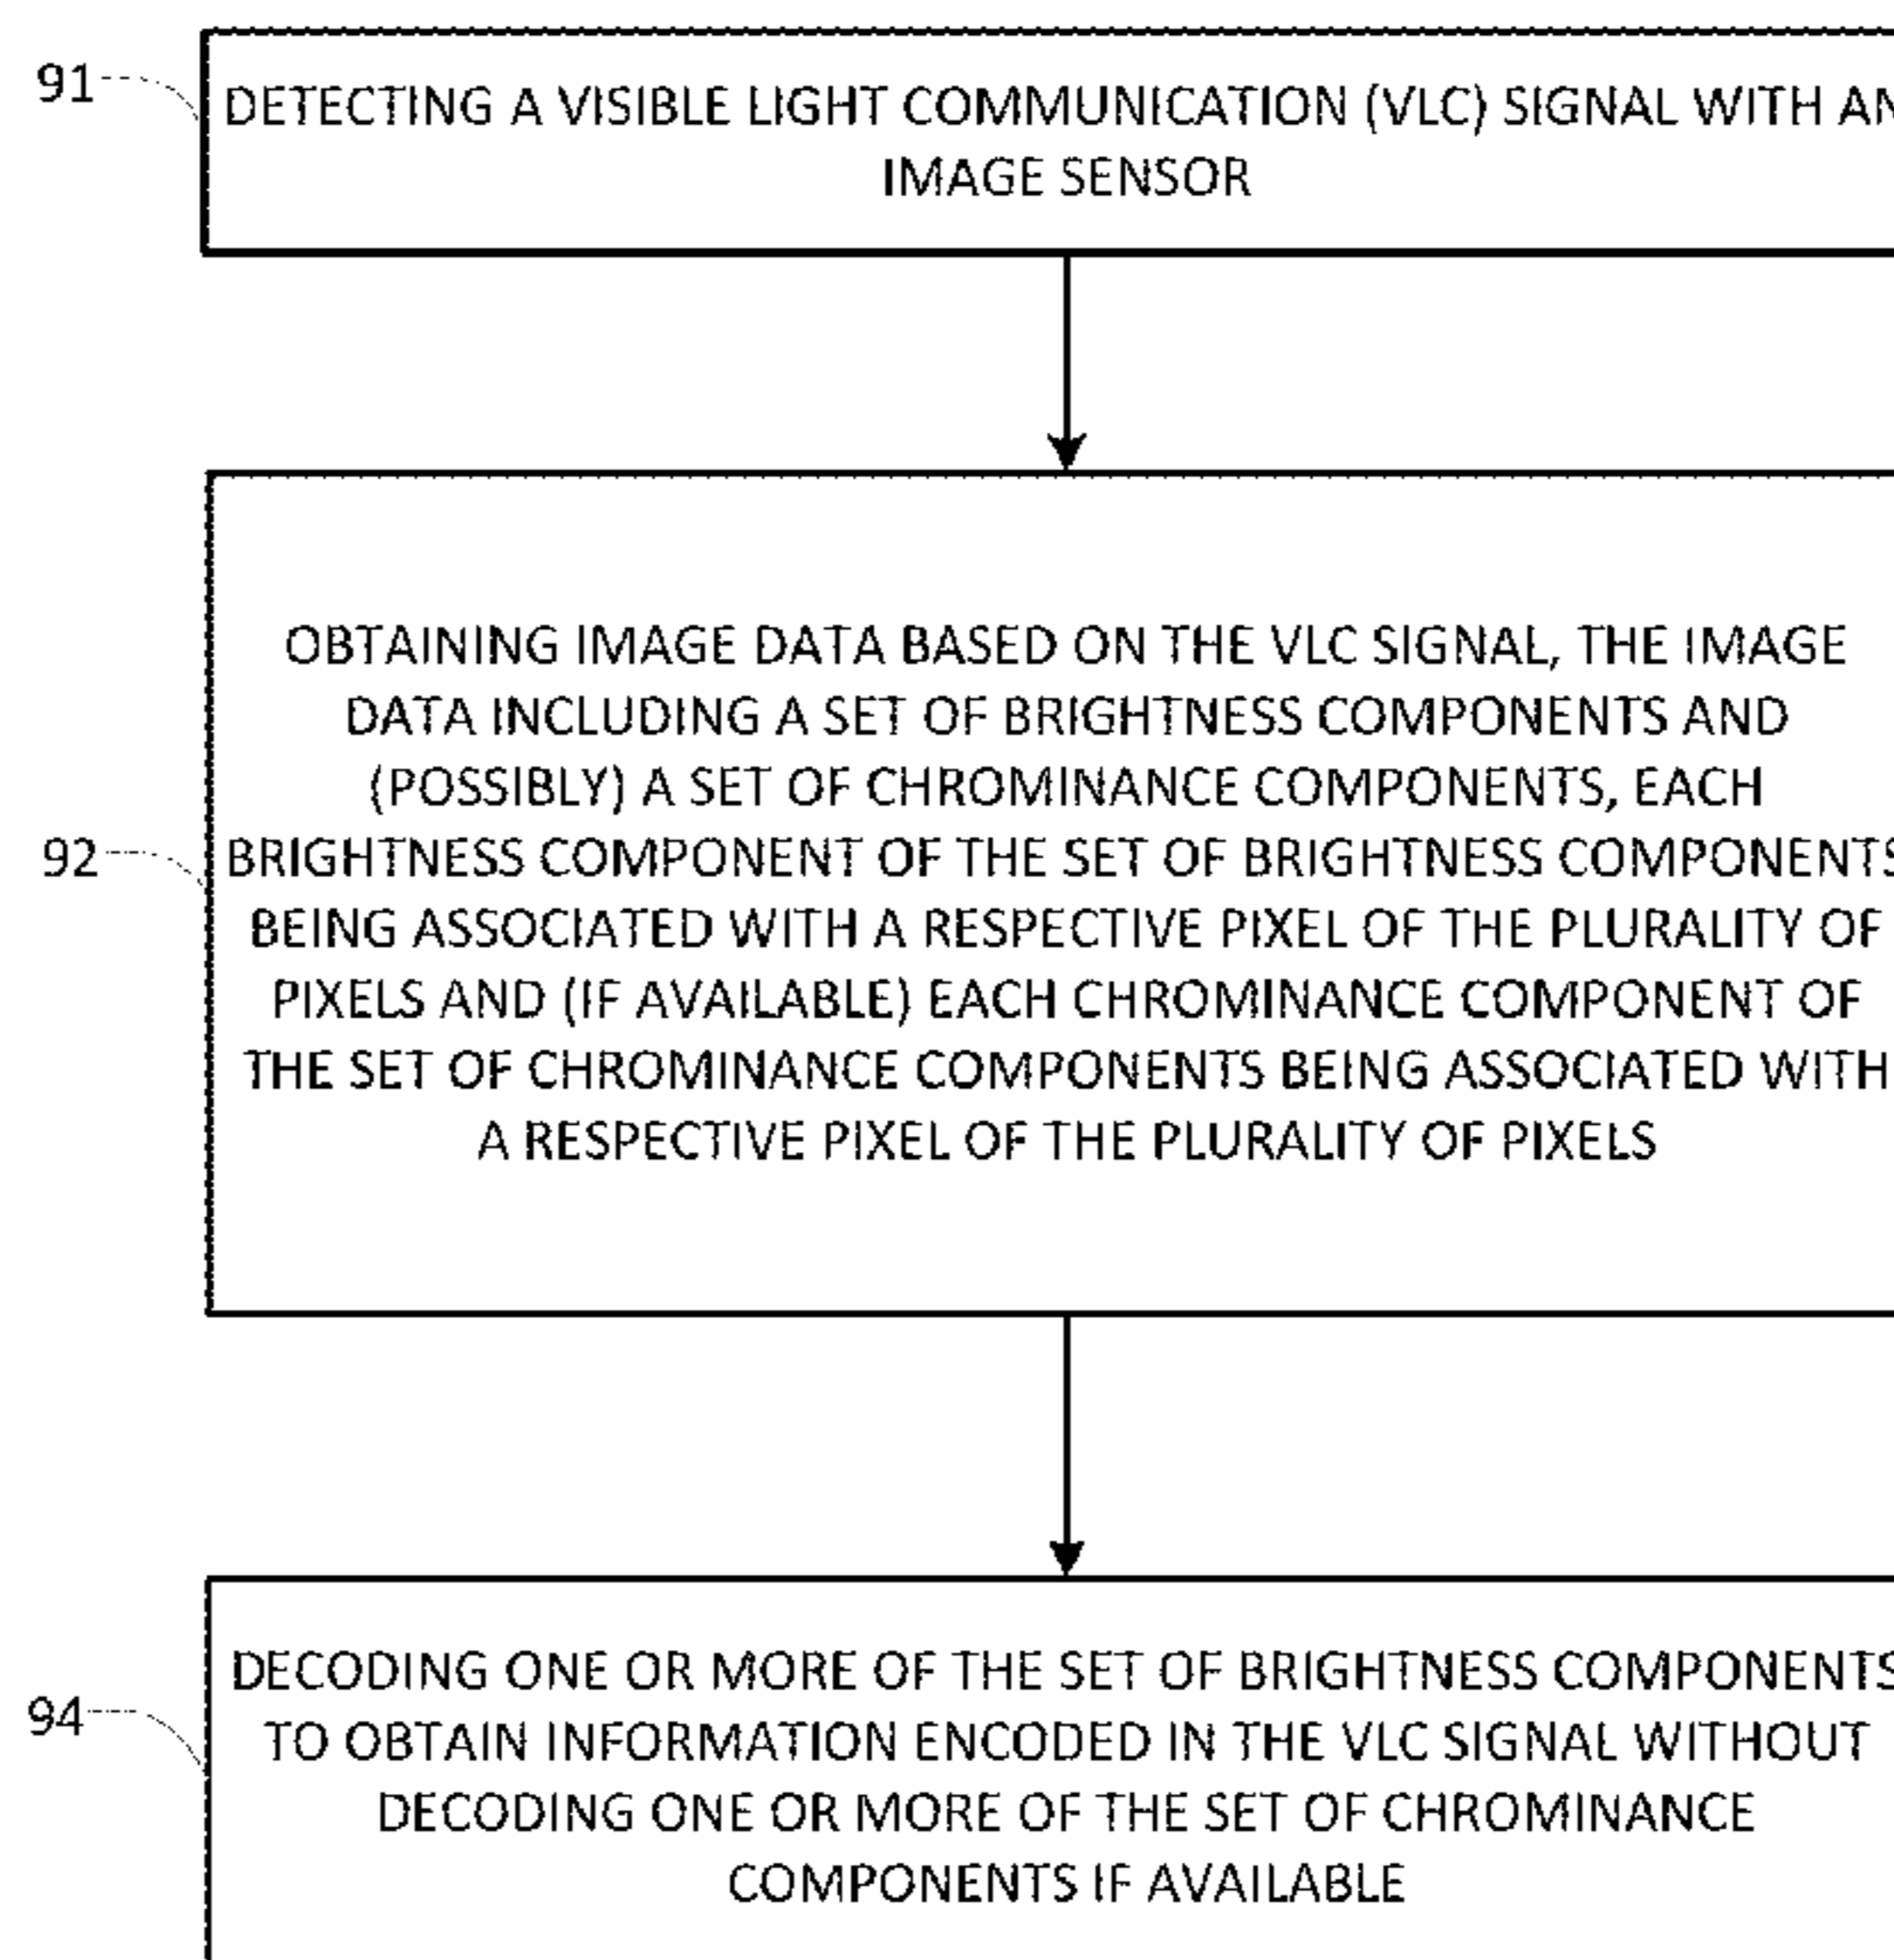 91
DETECTING A VISIBLE LIGHT COMMUNICATION (VLC) SIGNAL WITH AN
IMAGE SENSOR
92
OBTAINING IMAGE DATA BASED ON THE VLC SIGNAL, THE IMAGE
DATA INCLUDING A SET OF BRIGHTNESS COMPONENTS AND
(POSSIBLY) A SET OF CHROMINANCE COMPONENTS, EACH
BRIGHTNESS COMPONENT OF THE SET OF BRIGHTNESS COMPONENTS
BEING ASSOCIATED WITH A RESPECTIVE PIXEL OF THE PLURALITY OF
PIXELS AND (IF AVAILABLE) EACH CHROMINANCE COMPONENT OF
THE SET OF CHROMINANCE COMPONENTS BEING ASSOCIATED WITH
A RESPECTIVE PIXEL OF THE PLURALITY OF PIXELS
94
DECODING ONE OR MORE OF THE SET OF BRIGHTNESS COMPONENTS
TO OBTAIN INFORMATION ENCODED IN THE VLC SIGNAL WITHOUT
DECODING ONE OR MORE OF THE SET OF CHROMINANCE
COMPONENTS IF AVAILABLE